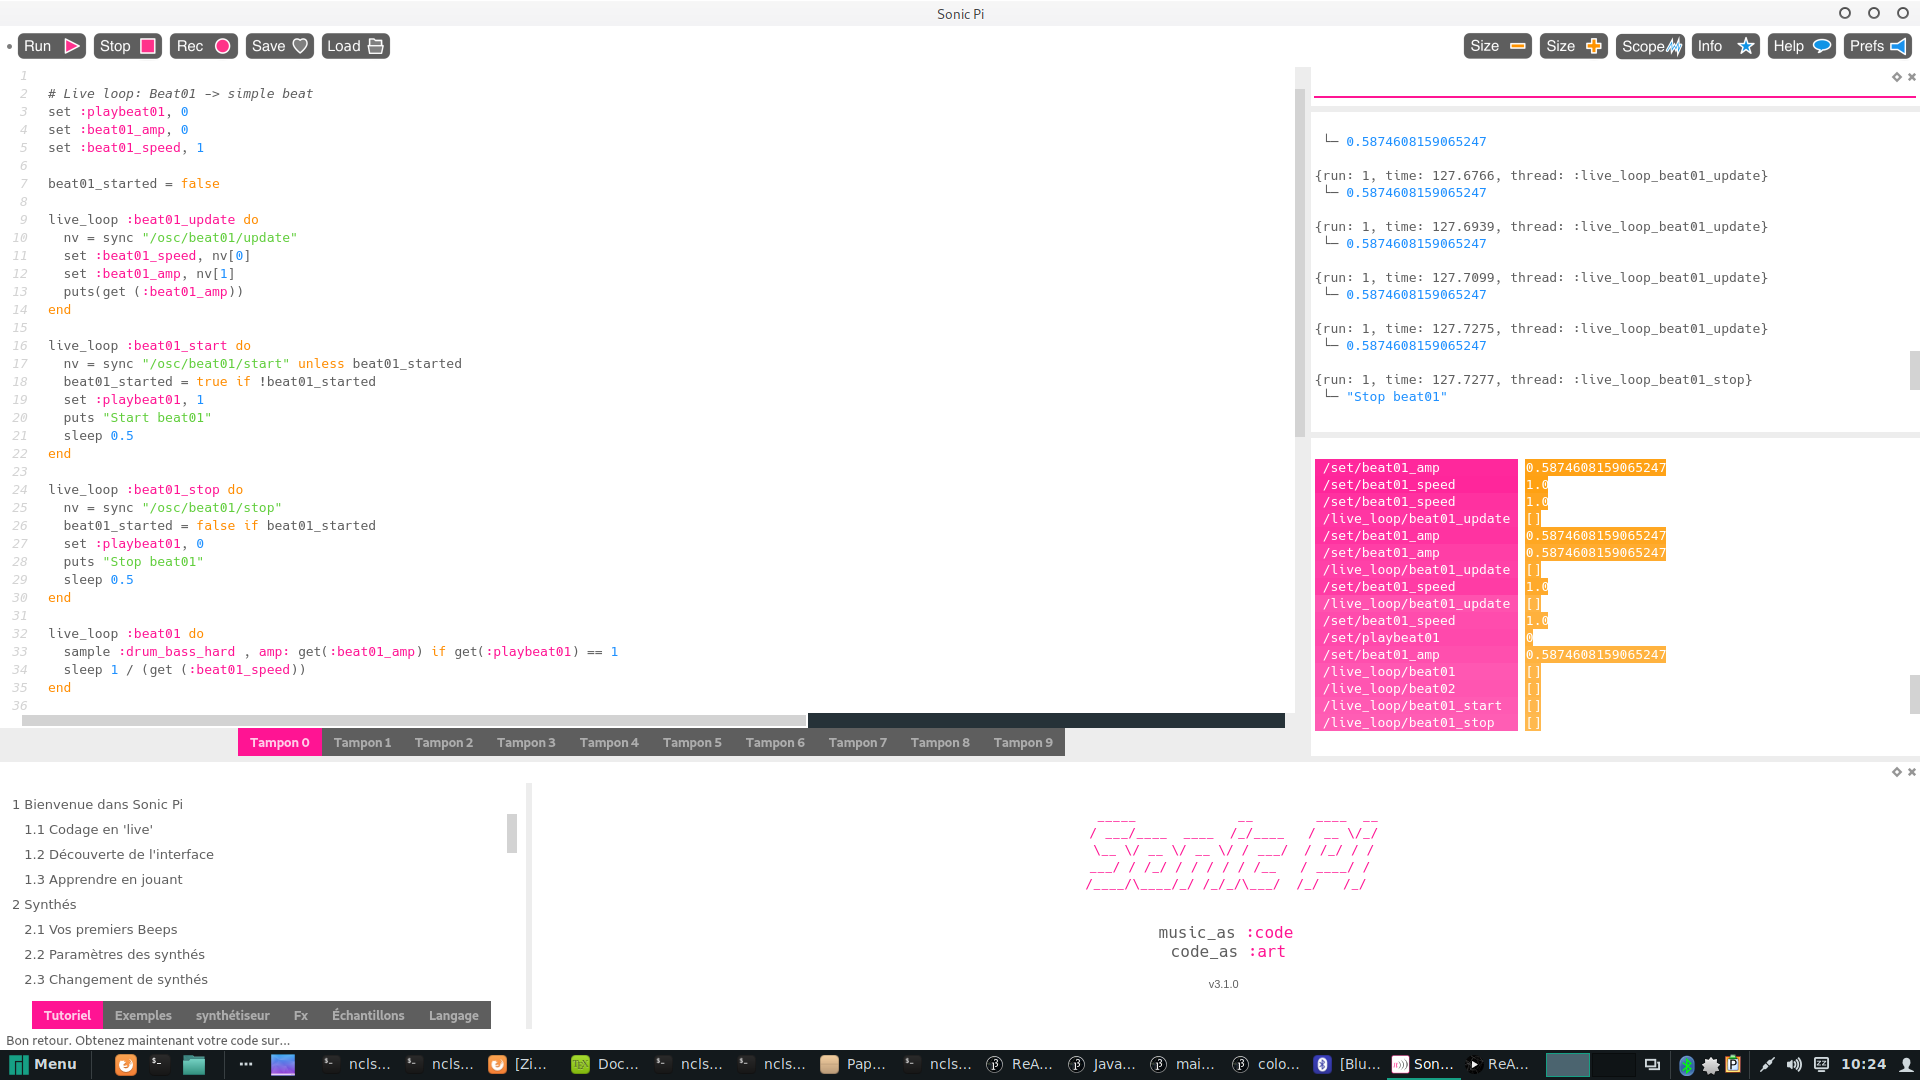 Sonic Pi
Run Stop Rec Save Load Size Size Scope Info Help Prefs
1
2 # Live loop: Beat01 -> simple beat
3 set :playbeat01, 0
4 set :beat01_amp, 0
5 set :beat01_speed, 1
6
7 beat01_started = false
8
9 live_loop :beat01_update do
10 nv = sync "/osc/beat01/update"
11 set :beat01_speed, nv[0]
12 set :beat01_amp, nv[1]
13 puts(get (:beat01_amp))
14 end
15
16 live_loop :beat01_start do
17 nv = sync "/osc/beat01/start" unless beat01_started
18 beat01_started = true if !beat01_started
19 set :playbeat01, 1
20 puts "Start beat01"
21 sleep 0.5
22 end
23
24 live_loop :beat01_stop do
25 nv = sync "/osc/beat01/stop"
26 beat01_started = false if beat01_started
27 set :playbeat01, 0
28 puts "Stop beat01"
29 sleep 0.5
30 end
31
32 live_loop :beat01 do
33 sample :drum_bass_hard , amp: get(:beat01_amp) if get(:playbeat01) == 1
34 sleep 1 / (get (:beat01_speed))
35 end
36
Tampon 0 Tampon 1 Tampon 2 Tampon 3 Tampon 4 Tampon 5 Tampon 6 Tampon 7 Tampon 8 Tampon 9
└─ 0.5874608159065247
{run: 1, time: 127.6766, thread: :live_loop_beat01_update}
└─ 0.5874608159065247
{run: 1, time: 127.6939, thread: :live_loop_beat01_update}
└─ 0.5874608159065247
{run: 1, time: 127.7099, thread: :live_loop_beat01_update}
└─ 0.5874608159065247
{run: 1, time: 127.7275, thread: :live_loop_beat01_update}
└─ 0.5874608159065247
{run: 1, time: 127.7277, thread: :live_loop_beat01_stop}
└─ "Stop beat01"
/set/beat01_amp 0.5874608159065247
/set/beat01_speed 1.0
/set/beat01_speed 1.0
/live_loop/beat01_update []
/set/beat01_amp 0.5874608159065247
/set/beat01_amp 0.5874608159065247
/live_loop/beat01_update []
/set/beat01_speed 1.0
/live_loop/beat01_update []
/set/beat01_speed 1.0
/set/playbeat01 0
/set/beat01_amp 0.5874608159065247
/live_loop/beat01 []
/live_loop/beat02 []
/live_loop/beat01_start []
/live_loop/beat01_stop []
1 Bienvenue dans Sonic Pi
1.1 Codage en 'live'
1.2 Découverte de l'interface
1.3 Apprendre en jouant
2 Synthés
2.1 Vos premiers Beeps
2.2 Paramètres des synthés
2.3 Changement de synthés
Tutoriel Exemples synthétiseur Fx Échantillons Langage
Sonic Pi
music_as :code
code_as :art
v3.1.0
Bon retour. Obtenez maintenant votre code sur...
Menu ncls... ncls... [Zi... Doc... ncls... ncls... Pap... ncls... ReA... Java... mai... colo... [Blu... Son... ReA... 10:24